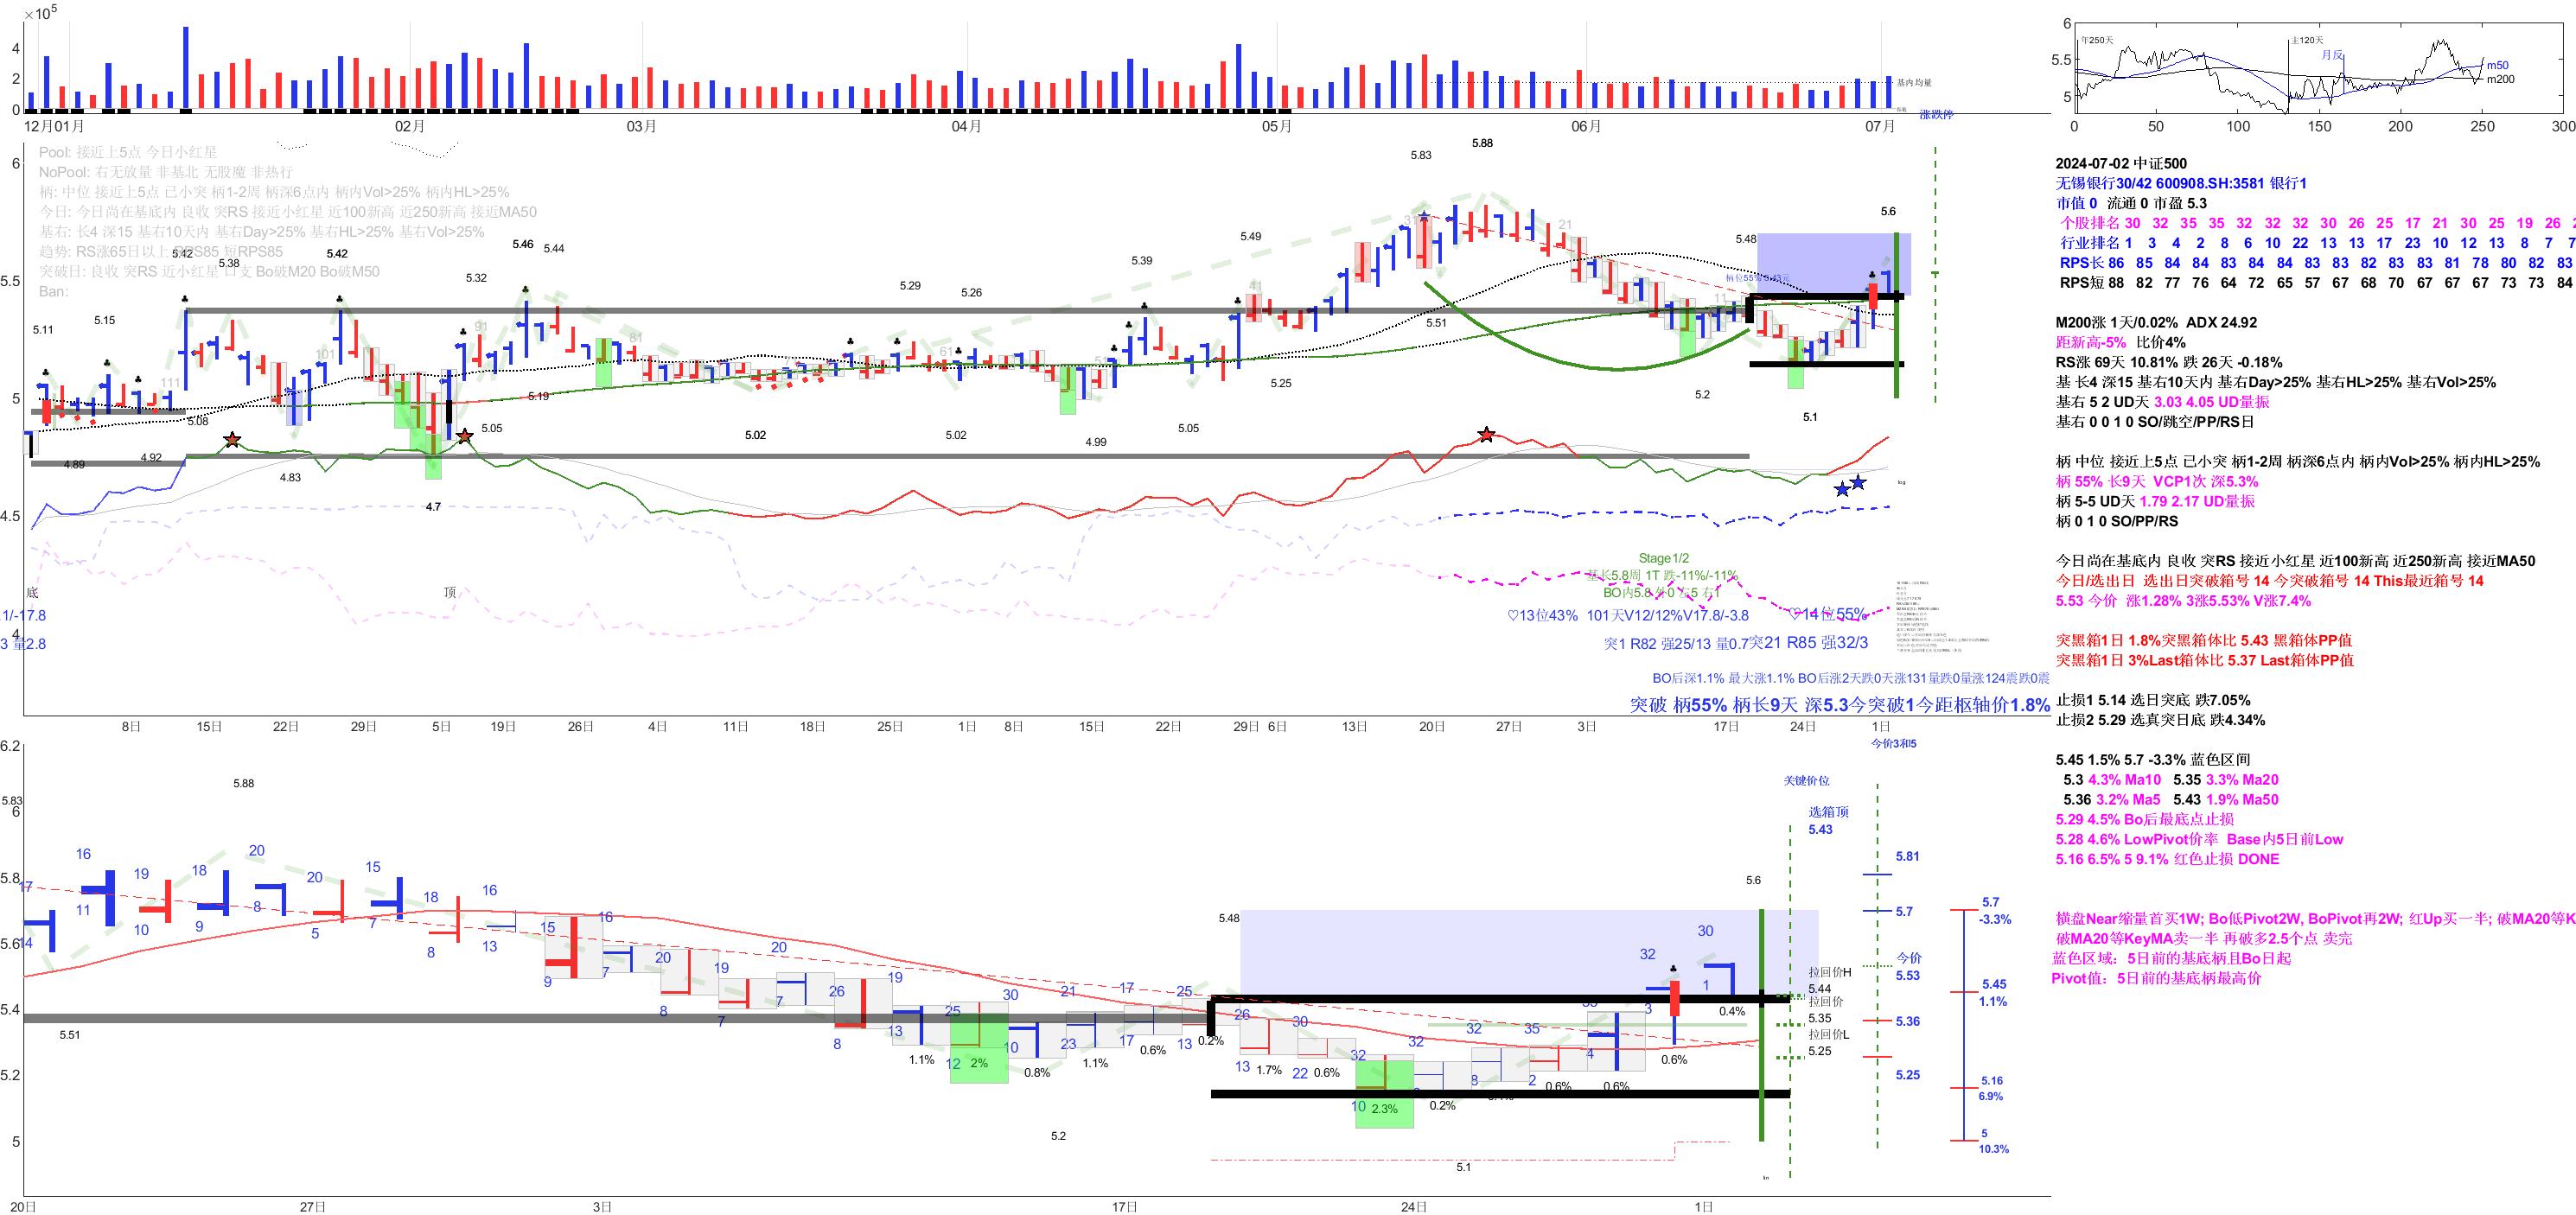 ×10⁵
4
2
0
12月01月
02月
03月
04月
05月
06月
07月
基内均量
涨跌停
6
5.5
5
年250天
主120天
月反
m50
m200
0
50
100
150
200
250
300
6
5.5
5
4.5
4
Pool: 接近上5点 今日小红星
NoPool: 右无放量 非基北 无股魔 非热行
柄: 中位 接近上5点 己小突 柄1-2周 柄深6点内 柄内Vol>25% 柄内HL>25%
今日: 今日尚在基底内 良收 突RS 接近小红星 近100新高 近250新高 接近MA50
基右: 长4 深15 基右10天内 基右Day>25% 基右HL>25% 基右Vol>25%
趋势: RS涨65日以上 RPS85 短RPS85
突破日: 良收 突RS 近小红星 口支 Bo破M20 Bo破M50
Ban:
5.11
5.15
5.42
5.38
5.42
5.32
5.46
5.44
5.29
5.26
5.39
5.49
5.83
5.88
5.48
5.6
111
101
91
81
61
51
41
31
21
11
4.89
4.92
5.08
4.83
4.7
5.05
5.19
5.02
5.02
4.99
5.05
5.25
5.51
5.2
5.1
底
顶
1/-17.8
3 量2.8
Stage1/2
基长5.8周 1T 跌-11%/-11%
BO内5.8 外0 左5 右1
♡13位43% 101天V12/12%V17.8/-3.8
♡14位55%
突1 R82 强25/13 量0.7突21 R85 强32/3
BO后深1.1% 最大涨1.1% BO后涨2天跌0天涨131量跌0量涨124震跌0震
突破 柄55% 柄长9天 深5.3今突破1今距枢轴价1.8%
8日
15日
22日
29日
5日
19日
26日
4日
11日
18日
25日
1日
8日
15日
22日
29日
6日
13日
20日
27日
3日
17日
24日
1日
2024-07-02 中证500
无锡银行30/42 600908.SH:3581 银行1
市值 0 流通 0 市盈 5.3
个股排名 30 32 35 35 32 32 32 30 26 25 17 21 30 25 19 26
行业排名 1 3 4 2 8 6 10 22 13 13 17 23 10 12 13 8 7
RPS长 86 85 84 84 83 84 84 83 83 82 83 83 81 78 80 82 83
RPS短 88 82 77 76 64 72 65 57 67 68 70 67 67 67 73 73 84
M200涨 1天/0.02% ADX 24.92
距新高-5% 比价4%
RS涨 69天 10.81% 跌 26天 -0.18%
基 长4 深15 基右10天内 基右Day>25% 基右HL>25% 基右Vol>25%
基右 5 2 UD天 3.03 4.05 UD量振
基右 0 0 1 0 SO/跳空/PP/RS日
柄 中位 接近上5点 己小突 柄1-2周 柄深6点内 柄内Vol>25% 柄内HL>25%
柄 55% 长9天 VCP1次 深5.3%
柄 5-5 UD天 1.79 2.17 UD量振
柄 0 1 0 SO/PP/RS
今日尚在基底内 良收 突RS 接近小红星 近100新高 近250新高 接近MA50
今日/选出日 选出日突破箱号 14 今突破箱号 14 This最近箱号 14
5.53 今价 涨1.28% 3涨5.53% V涨7.4%
突黑箱1日 1.8%突黑箱体比 5.43 黑箱体PP值
突黑箱1日 3%Last箱体比 5.37 Last箱体PP值
止损1 5.14 选日突底 跌7.05%
止损2 5.29 选真突日底 跌4.34%
5.45 1.5% 5.7 -3.3% 蓝色区间
5.3 4.3% Ma10 5.35 3.3% Ma20
5.36 3.2% Ma5 5.43 1.9% Ma50
5.29 4.5% Bo后最底点止损
5.28 4.6% LowPivot价率 Base内5日前Low
5.16 6.5% 5 9.1% 红色止损 DONE
横盘Near缩量首买1W; Bo低Pivot2W, BoPivot再2W; 红Up买一半; 破MA20等K
破MA20等KeyMA卖一半 再破多2.5个点 卖完
蓝色区域: 5日前的基底柄且Bo日起
Pivot值: 5日前的基底柄最高价
6.2
6
5.8
5.6
5.4
5.2
5
5.83
5.88
5.51
5.48
5.2
5.1
5.6
17
14
16
11
19
10
18
9
20
8
20
5
15
7
18
8
16
13
15
9
16
7
20
8
19
7
20
7
26
8
19
13
1.1%
25
12
2%
30
10
0.8%
21
23
1.1%
17
17
0.6%
25
13
0.2%
26
13
1.7%
30
22
0.6%
32
10
2.3%
32
0.2%
32
8
35
2
0.6%
4
0.6%
32
3
0.6%
30
1
0.4%
今价3和5
关键价位
选箱顶
5.43
拉回价H
5.44
拉回价
5.35
拉回价L
5.25
5.81
5.7
今价
5.53
5.36
5.25
5.7
-3.3%
5.45
1.1%
5.16
6.9%
5
10.3%
20日
27日
3日
17日
24日
1日